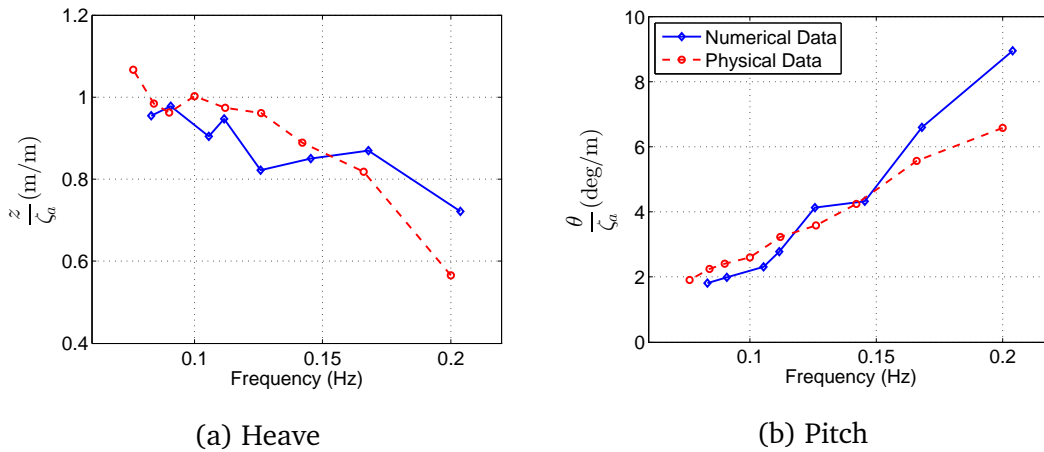 1.2
1
0.8
0.6
0.4
0.1 0.15 0.2
Frequency (Hz)
z/ζa (m/m)
(a) Heave
10
8
6
4
2
0
0.1 0.15 0.2
Frequency (Hz)
θ/ζa (deg/m)
Numerical Data
Physical Data
(b) Pitch